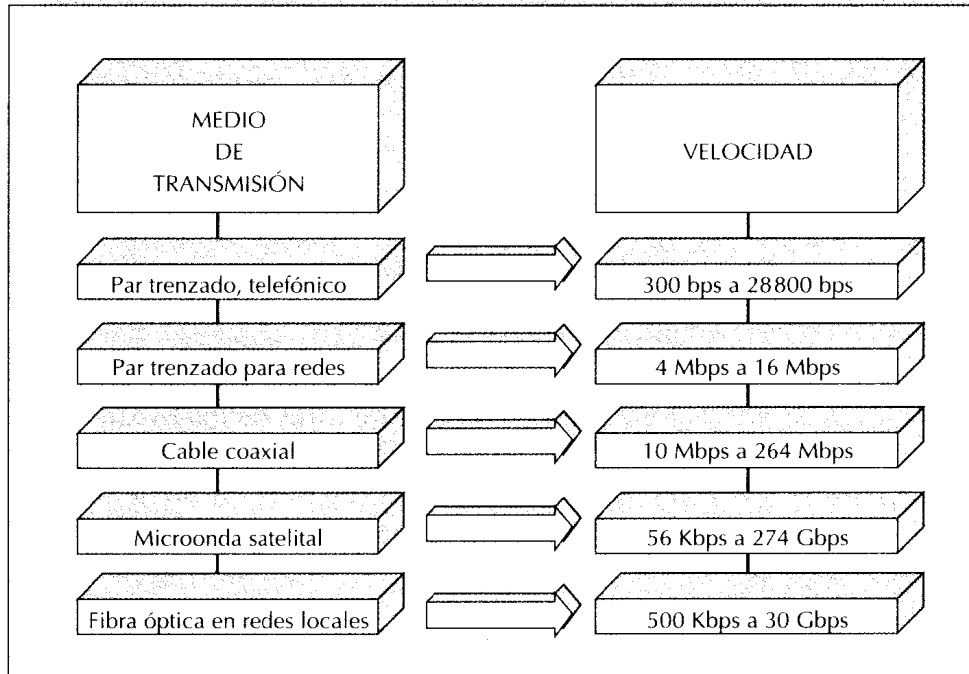 MEDIO
DE
TRANSMISIÓN
VELOCIDAD
Par trenzado, telefónico
300 bps a 28800 bps
Par trenzado para redes
4 Mbps a 16 Mbps
Cable coaxial
10 Mbps a 264 Mbps
Microonda satelital
56 Kbps a 274 Gbps
Fibra óptica en redes locales
500 Kbps a 30 Gbps